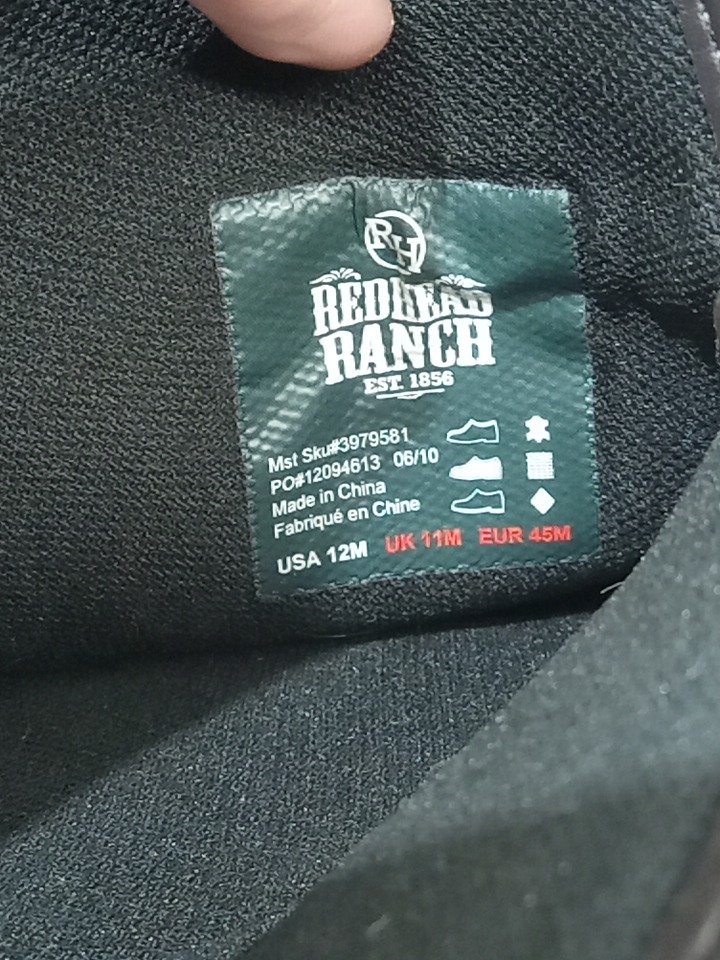 RH
REDHEAD
RANCH
EST. 1856
Mst Sku#3979581
PO#12094613 06/10
Made in China
Fabriqué en Chine
USA 12M UK 11M EUR 45M